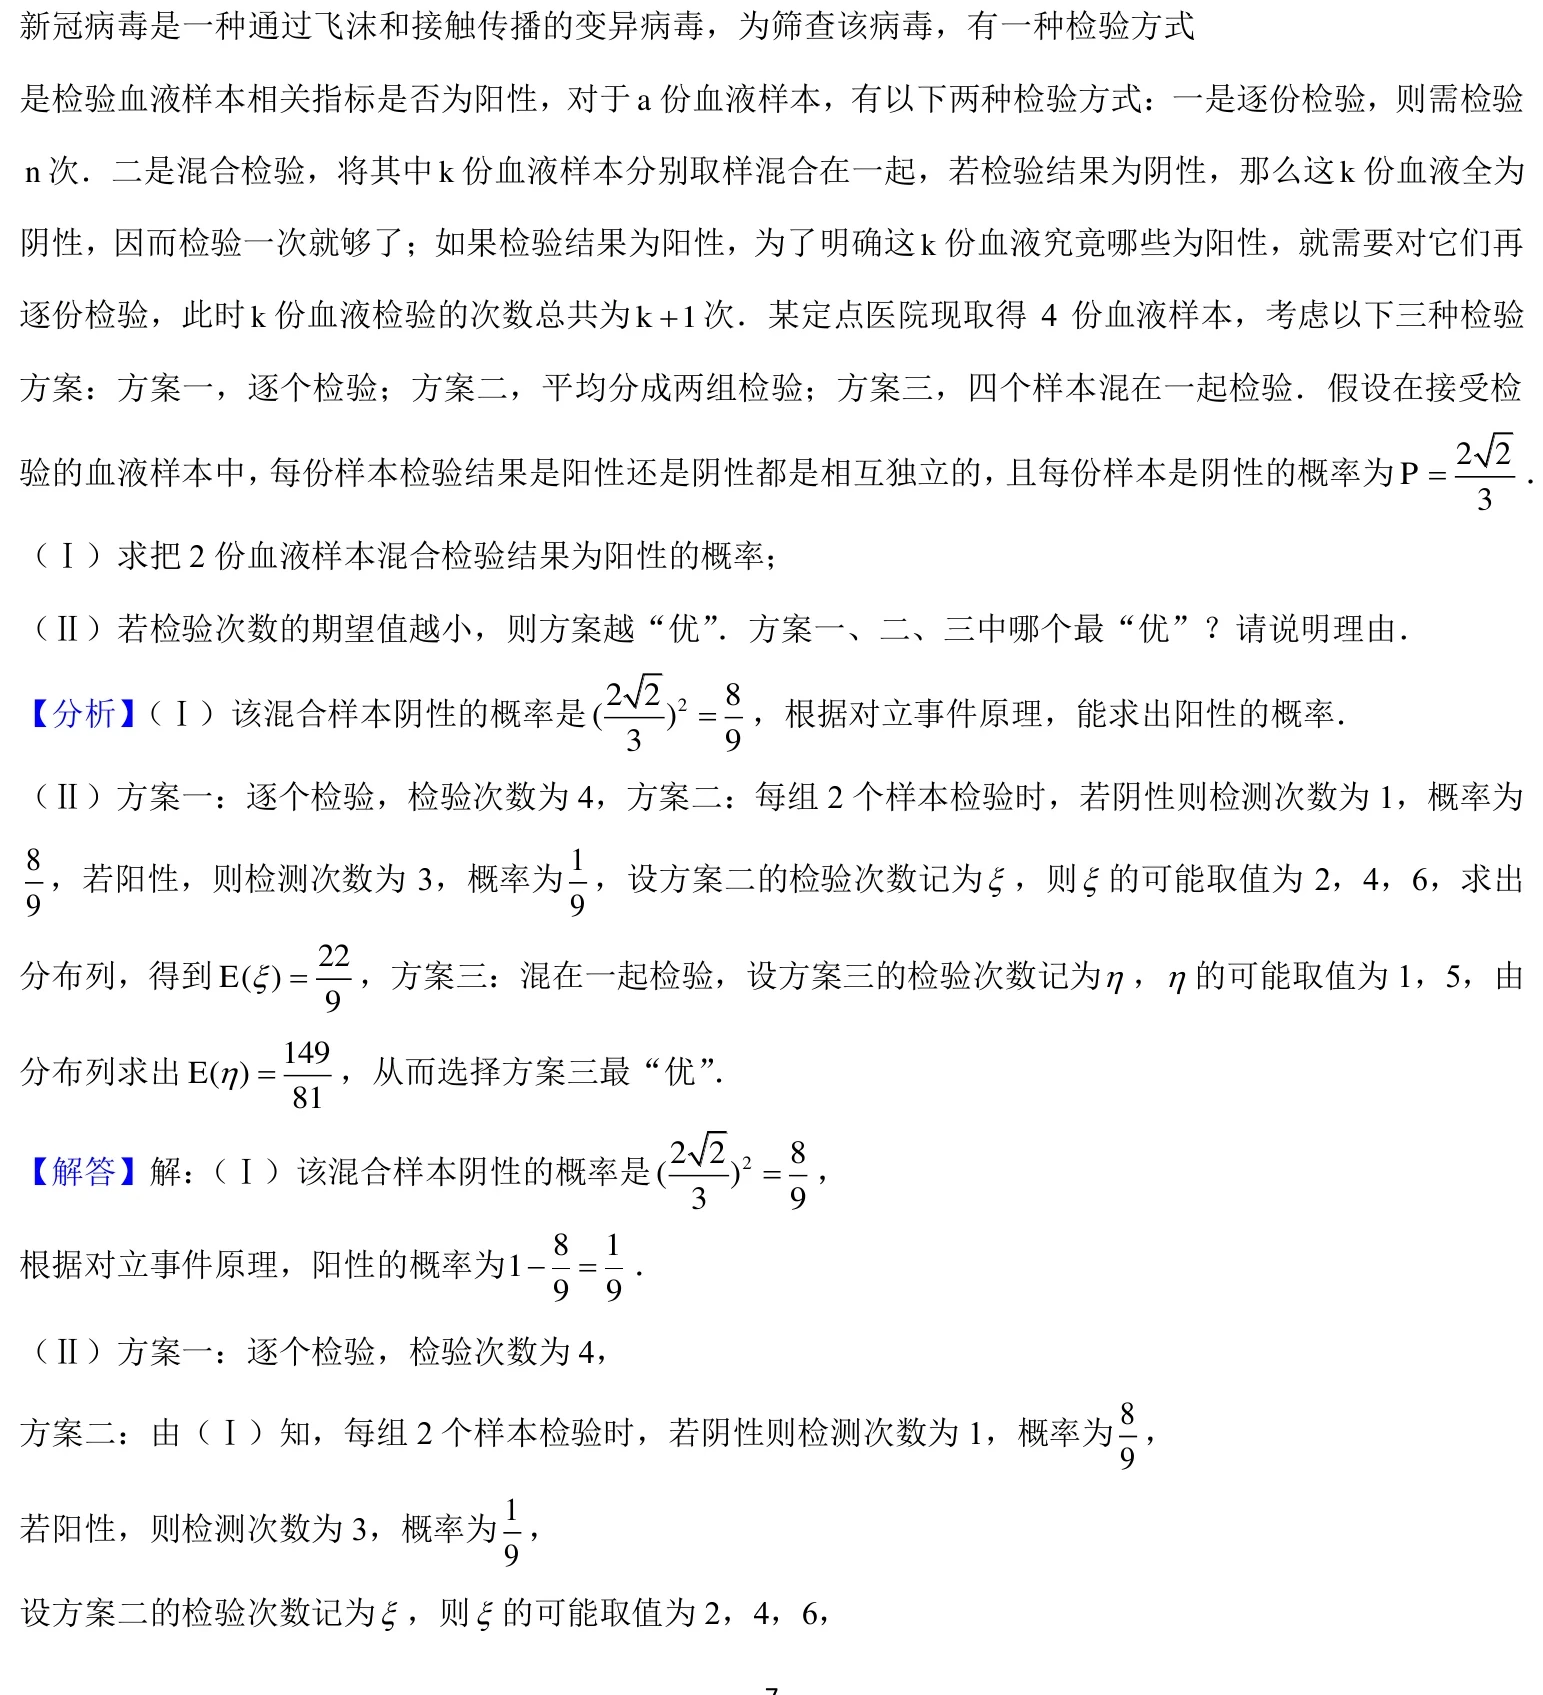 新冠病毒是一种通过飞沫和接触传播的变异病毒，为筛查该病毒，有一种检验方式
是检验血液样本相关指标是否为阳性，对于 a 份血液样本，有以下两种检验方式：一是逐份检验，则需检验
n 次．二是混合检验，将其中 k 份血液样本分别取样混合在一起，若检验结果为阴性，那么这 k 份血液全为
阴性，因而检验一次就够了；如果检验结果为阳性，为了明确这 k 份血液究竟哪些为阳性，就需要对它们再
逐份检验，此时 k 份血液检验的次数总共为 k +1 次．某定点医院现取得 4 份血液样本，考虑以下三种检验
方案：方案一，逐个检验；方案二，平均分成两组检验；方案三，四个样本混在一起检验．假设在接受检
验的血液样本中，每份样本检验结果是阳性还是阴性都是相互独立的，且每份样本是阴性的概率为 P = 2√2/3．
（Ⅰ）求把 2 份血液样本混合检验结果为阳性的概率；
（Ⅱ）若检验次数的期望值越小，则方案越“优”．方案一、二、三中哪个最“优”？请说明理由．
【分析】（Ⅰ）该混合样本阴性的概率是 (2√2/3)² = 8/9，根据对立事件原理，能求出阳性的概率．
（Ⅱ）方案一：逐个检验，检验次数为 4，方案二：每组 2 个样本检验时，若阴性则检测次数为 1，概率为
8/9，若阳性，则检测次数为 3，概率为 1/9，设方案二的检验次数记为 ξ，则 ξ 的可能取值为 2，4，6，求出
分布列，得到 E(ξ) = 22/9，方案三：混在一起检验，设方案三的检验次数记为 η，η 的可能取值为 1，5，由
分布列求出 E(η) = 149/81，从而选择方案三最“优”．
【解答】解：（Ⅰ）该混合样本阴性的概率是 (2√2/3)² = 8/9，
根据对立事件原理，阳性的概率为 1 − 8/9 = 1/9．
（Ⅱ）方案一：逐个检验，检验次数为 4，
方案二：由（Ⅰ）知，每组 2 个样本检验时，若阴性则检测次数为 1，概率为 8/9，
若阳性，则检测次数为 3，概率为 1/9，
设方案二的检验次数记为 ξ，则 ξ 的可能取值为 2，4，6，
7